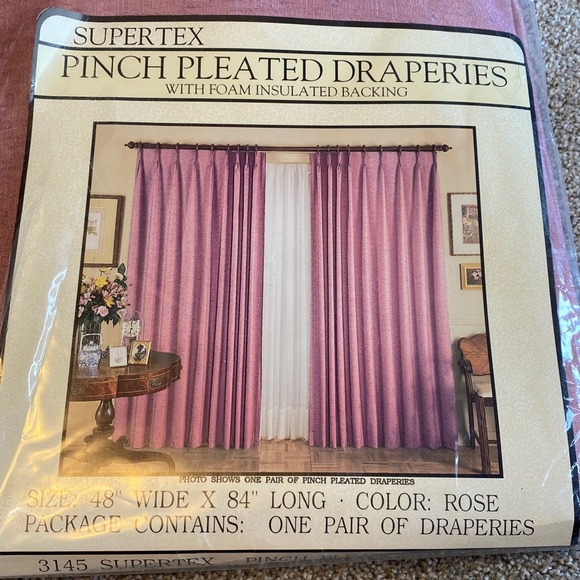 SUPERTEX
PINCH PLEATED DRAPERIES
WITH FOAM INSULATED BACKING
PHOTO SHOWS ONE PAIR OF PINCH PLEATED DRAPERIES
SIZE: 48" WIDE X 84" LONG · COLOR: ROSE
PACKAGE CONTAINS: ONE PAIR OF DRAPERIES
3145 SUPERTEX PINCH